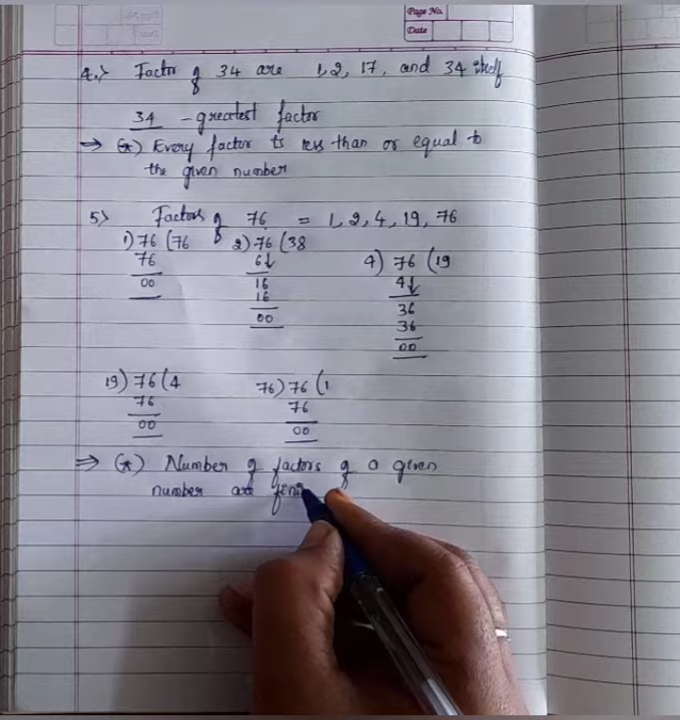 Page No.
Date
4.> Factor of 34 are 1, 2, 17, and 34 itself
34 - greatest factor
⇒ (*) Every factor is less than or equal to
the given number
5> Factors of 76 = 1, 2, 4, 19, 76
1) 76 (76 2) 76 (38
4) 76 (19
76 6↓
4↓
00 16
36
16
36
00
00
19) 76 (4 76) 76 (1
76 76
00 00
⇒ (*) Number of factors of a given
number are fini